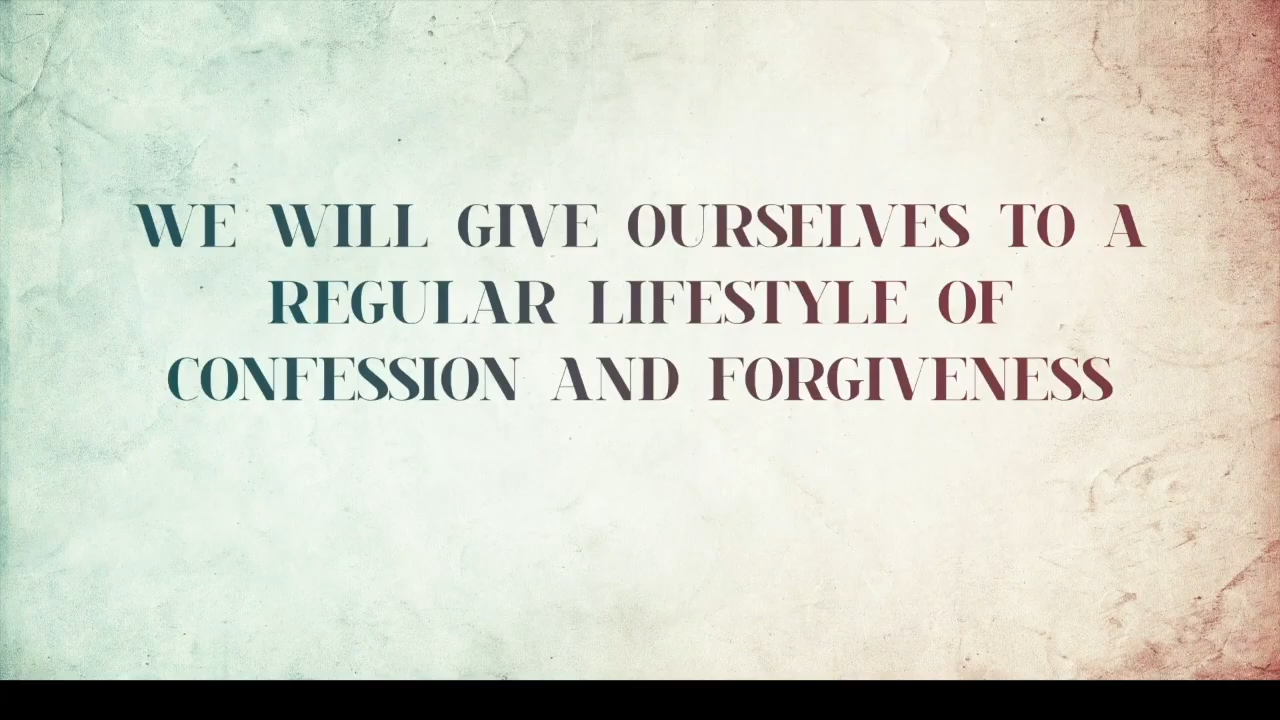 WE WILL GIVE OURSELVES TO A
REGULAR LIFESTYLE OF
CONFESSION AND FORGIVENESS